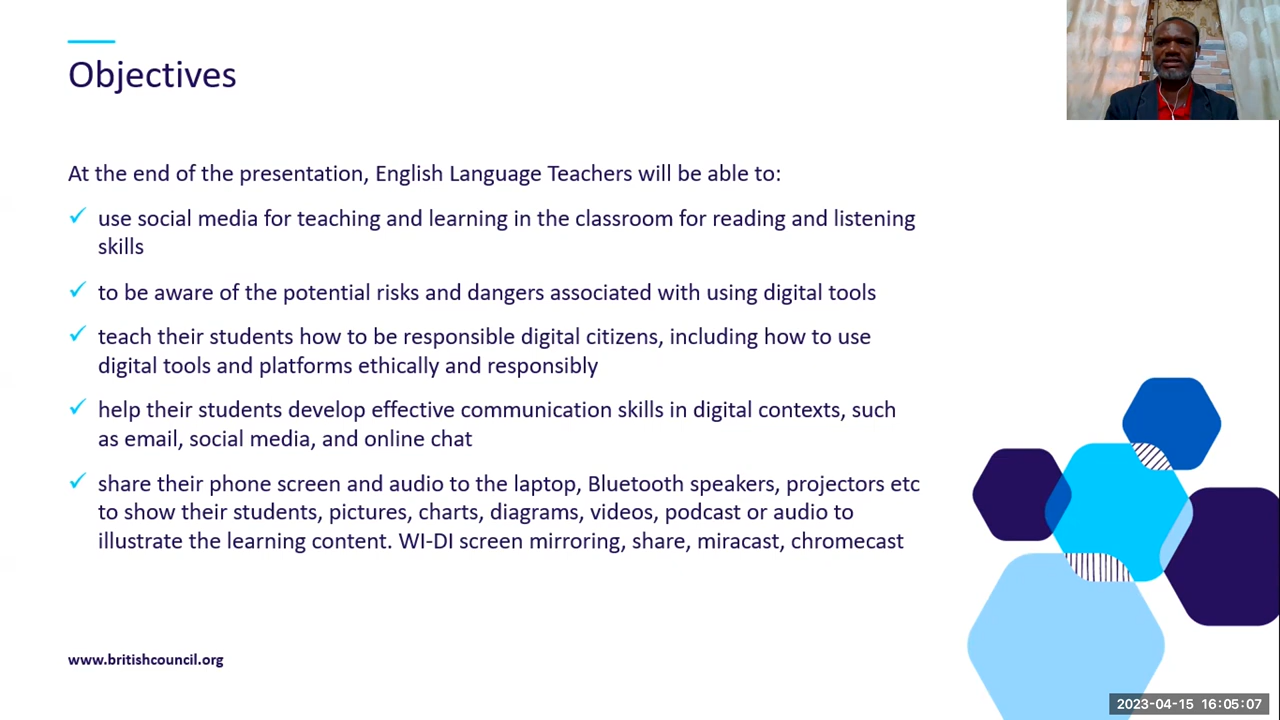 Objectives
At the end of the presentation, English Language Teachers will be able to:
✓ use social media for teaching and learning in the classroom for reading and listening
skills
✓ to be aware of the potential risks and dangers associated with using digital tools
✓ teach their students how to be responsible digital citizens, including how to use
digital tools and platforms ethically and responsibly
✓ help their students develop effective communication skills in digital contexts, such
as email, social media, and online chat
✓ share their phone screen and audio to the laptop, Bluetooth speakers, projectors etc
to show their students, pictures, charts, diagrams, videos, podcast or audio to
illustrate the learning content. WI-DI screen mirroring, share, miracast, chromecast
www.britishcouncil.org
2023-04-15 16:05:07